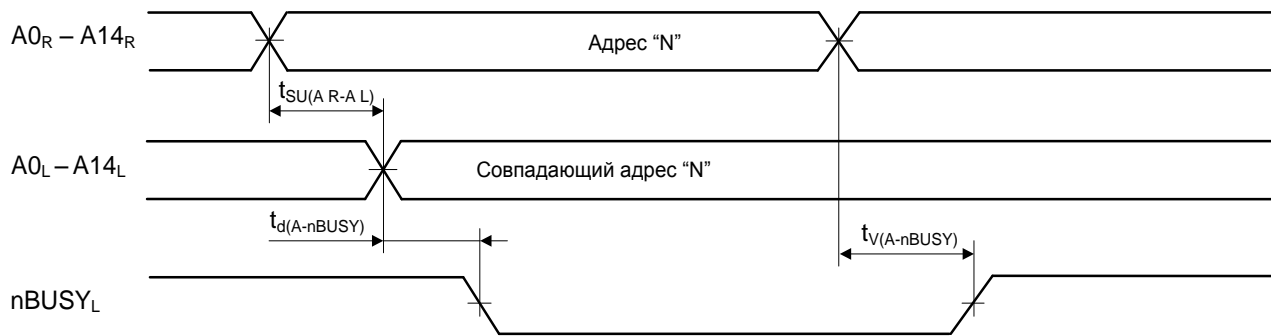 A0R – A14R
Адрес “N”
tSU(A R-A L)
A0L – A14L
Совпадающий адрес “N”
td(A-nBUSY)
tV(A-nBUSY)
nBUSYL